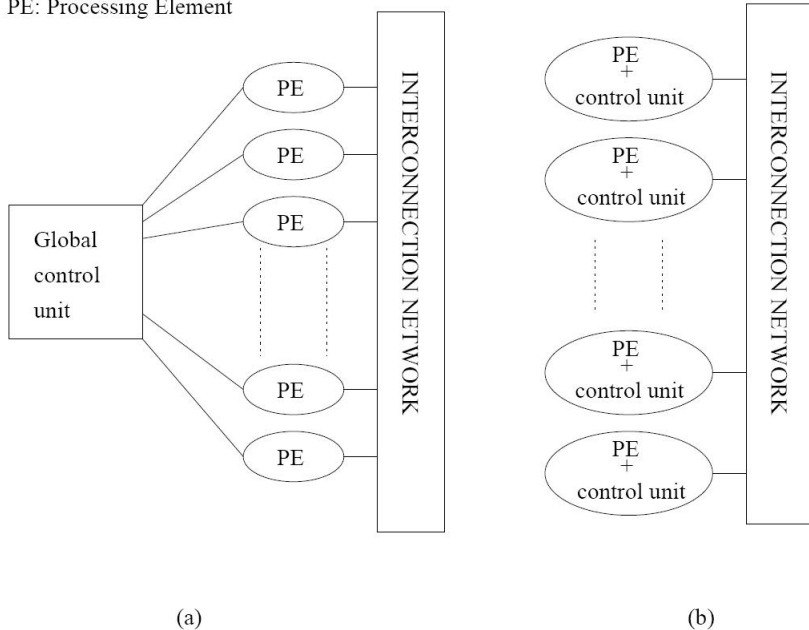 PE: Processing Element
PE
PE
PE
Global
control
unit
PE
PE
INTERCONNECTION NETWORK
PE
+
control unit
PE
+
control unit
PE
+
control unit
PE
+
control unit
INTERCONNECTION NETWORK
(a)
(b)